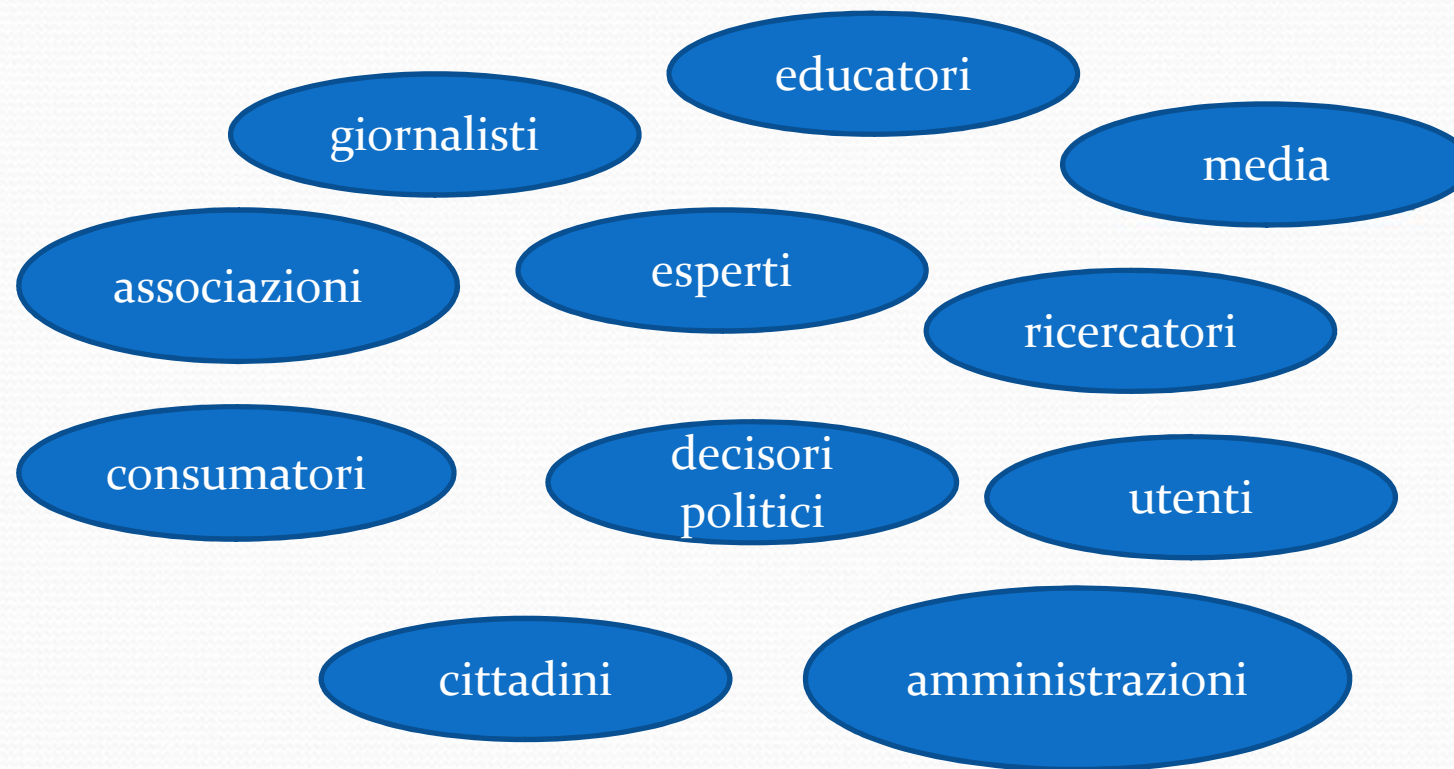 educatori
giornalisti
media
associazioni
esperti
ricercatori
consumatori
decisori
politici
utenti
cittadini
amministrazioni